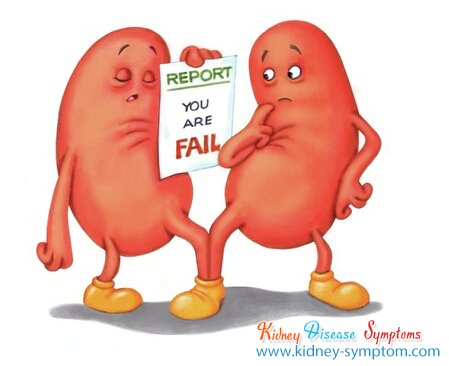 REPORT
YOU
ARE
FAIL
Kidney Disease Symptoms
www.kidney-symptom.com